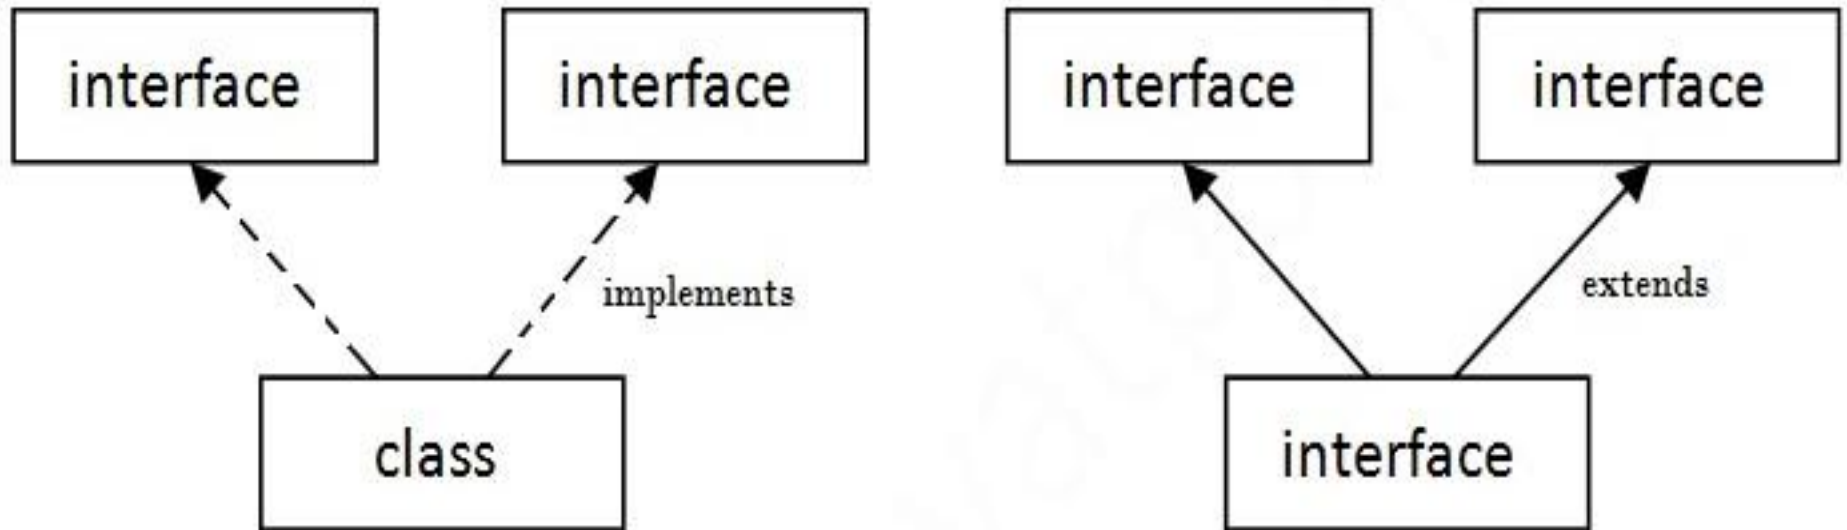 interface
interface
interface
interface
implements
extends
class
interface